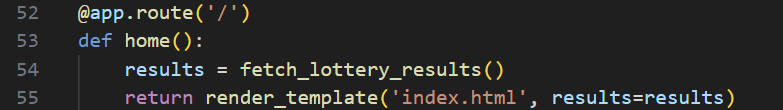 52 @app.route('/')
53 def home():
54     results = fetch_lottery_results()
55     return render_template('index.html', results=results)